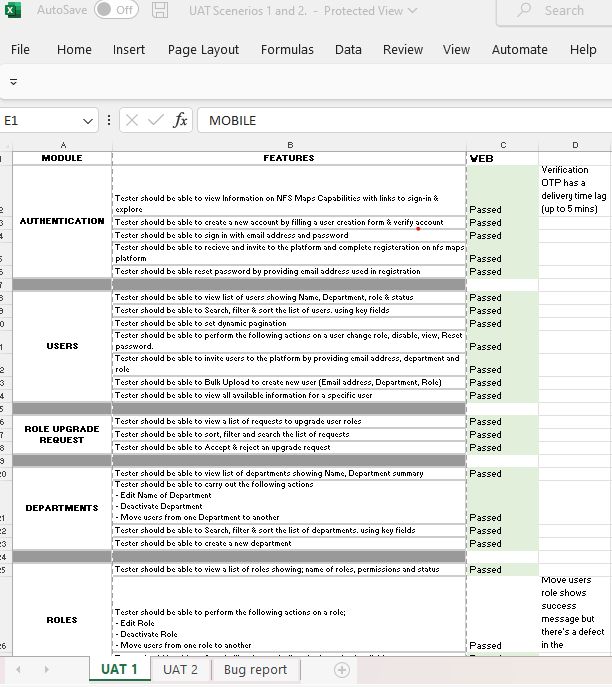 AutoSave Off UAT Scenerios 1 and 2. - Protected View Search
File Home Insert Page Layout Formulas Data Review View Automate Help
E1 fx MOBILE
A B C D
1 MODULE FEATURES WEB
2 AUTHENTICATION Tester should be able to view Information on NFS Maps Capabilities with links to sign-in &
explore Passed
Verification
OTP has a
delivery time lag
(up to 5 mins)
3 Tester should be able to create a new account by filling a user creation form & verify account Passed
4 Tester should be able to sign in with email address and password Passed
5 Tester should be able to recieve and invite to the platform and complete registeration on nfs maps
platform Passed
6 Tester should be able reset password by providing email address used in registration Passed
7
8 USERS Tester should be able to view list of users showing Name, Department, role & status Passed
9 Tester should be able to Search, filter & sort the list of users. using key fields Passed
0 Tester should be able to set dynamic pagination Passed
1 Tester should be able to perform the following actions on a user change role, disable, view, Reset
password. Passed
2 Tester should be able to invite users to the platform by providing email address, department and
role Passed
3 Tester should be able to Bulk Upload to create new user (Email address, Department, Role) Passed
4 Tester should be able to view all available information for a specific user Passed
5
6 ROLE UPGRADE
REQUEST Tester should be able to view a list of requests to upgrade user roles Passed
7 Tester should be able to sort, filter and search the list of requests Passed
8 Tester should be able to Accept & reject an upgrade request Passed
9
20 DEPARTMENTS Tester should be able to view list of departments showing Name, Department summary Passed
21 Tester should be able to carry out the following actions
- Edit Name of Department
- Deactivate Department
- Move users from one Department to another Passed
22 Tester should be able to Search, filter & sort the list of departments. using key fields Passed
23 Tester should be able to create a new department Passed
24
25 ROLES Tester should be able to view a list of roles showing; name of roles, permissions and status Passed
26 Tester should be able to perform the following actions on a role;
- Edit Role
- Deactivate Role
- Move users from one role to another Passed
Move users
role shows
success
message but
there's a defect
in the
UAT 1 UAT 2 Bug report